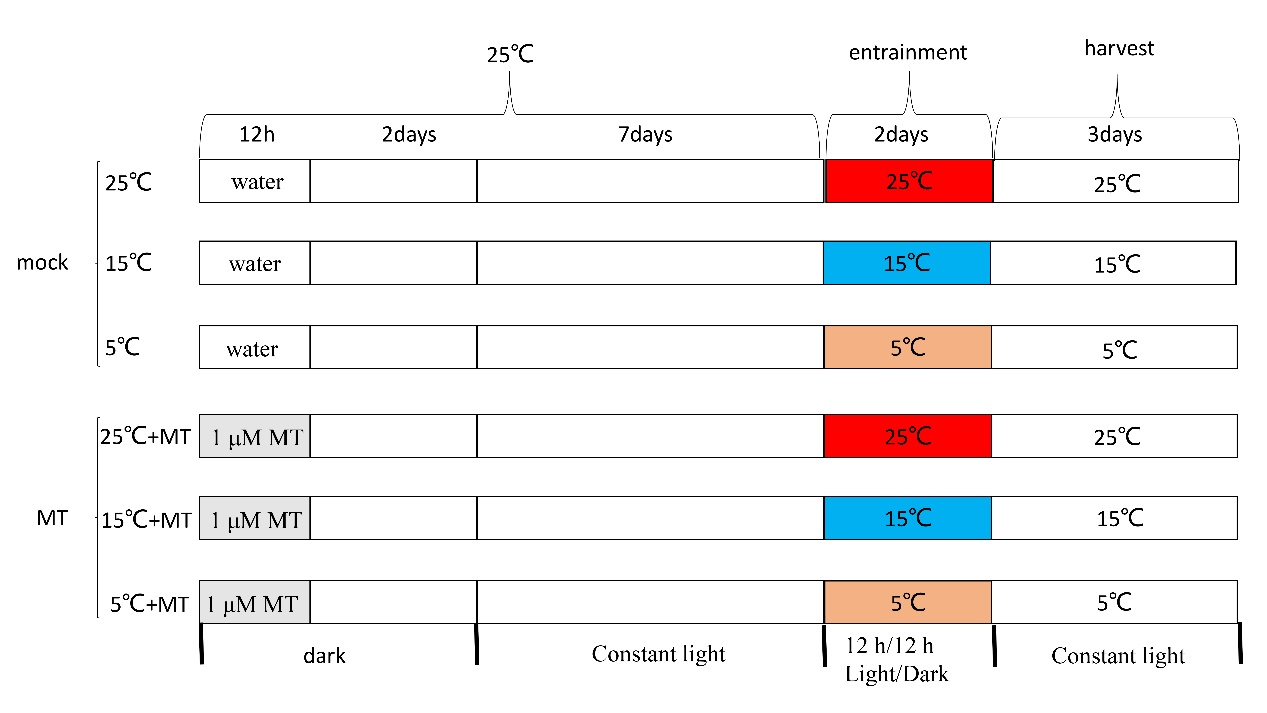 25℃
entrainment
harvest
12h
2days
7days
2days
3days
25℃
water
25℃
25℃
mock
15℃
water
15℃
15℃
5℃
water
5℃
5℃
25℃+MT
1 μM MT
25℃
25℃
MT
15℃+MT
1 μM MT
15℃
15℃
5℃+MT
1 μM MT
5℃
5℃
dark
Constant light
12 h/12 h
Light/Dark
Constant light